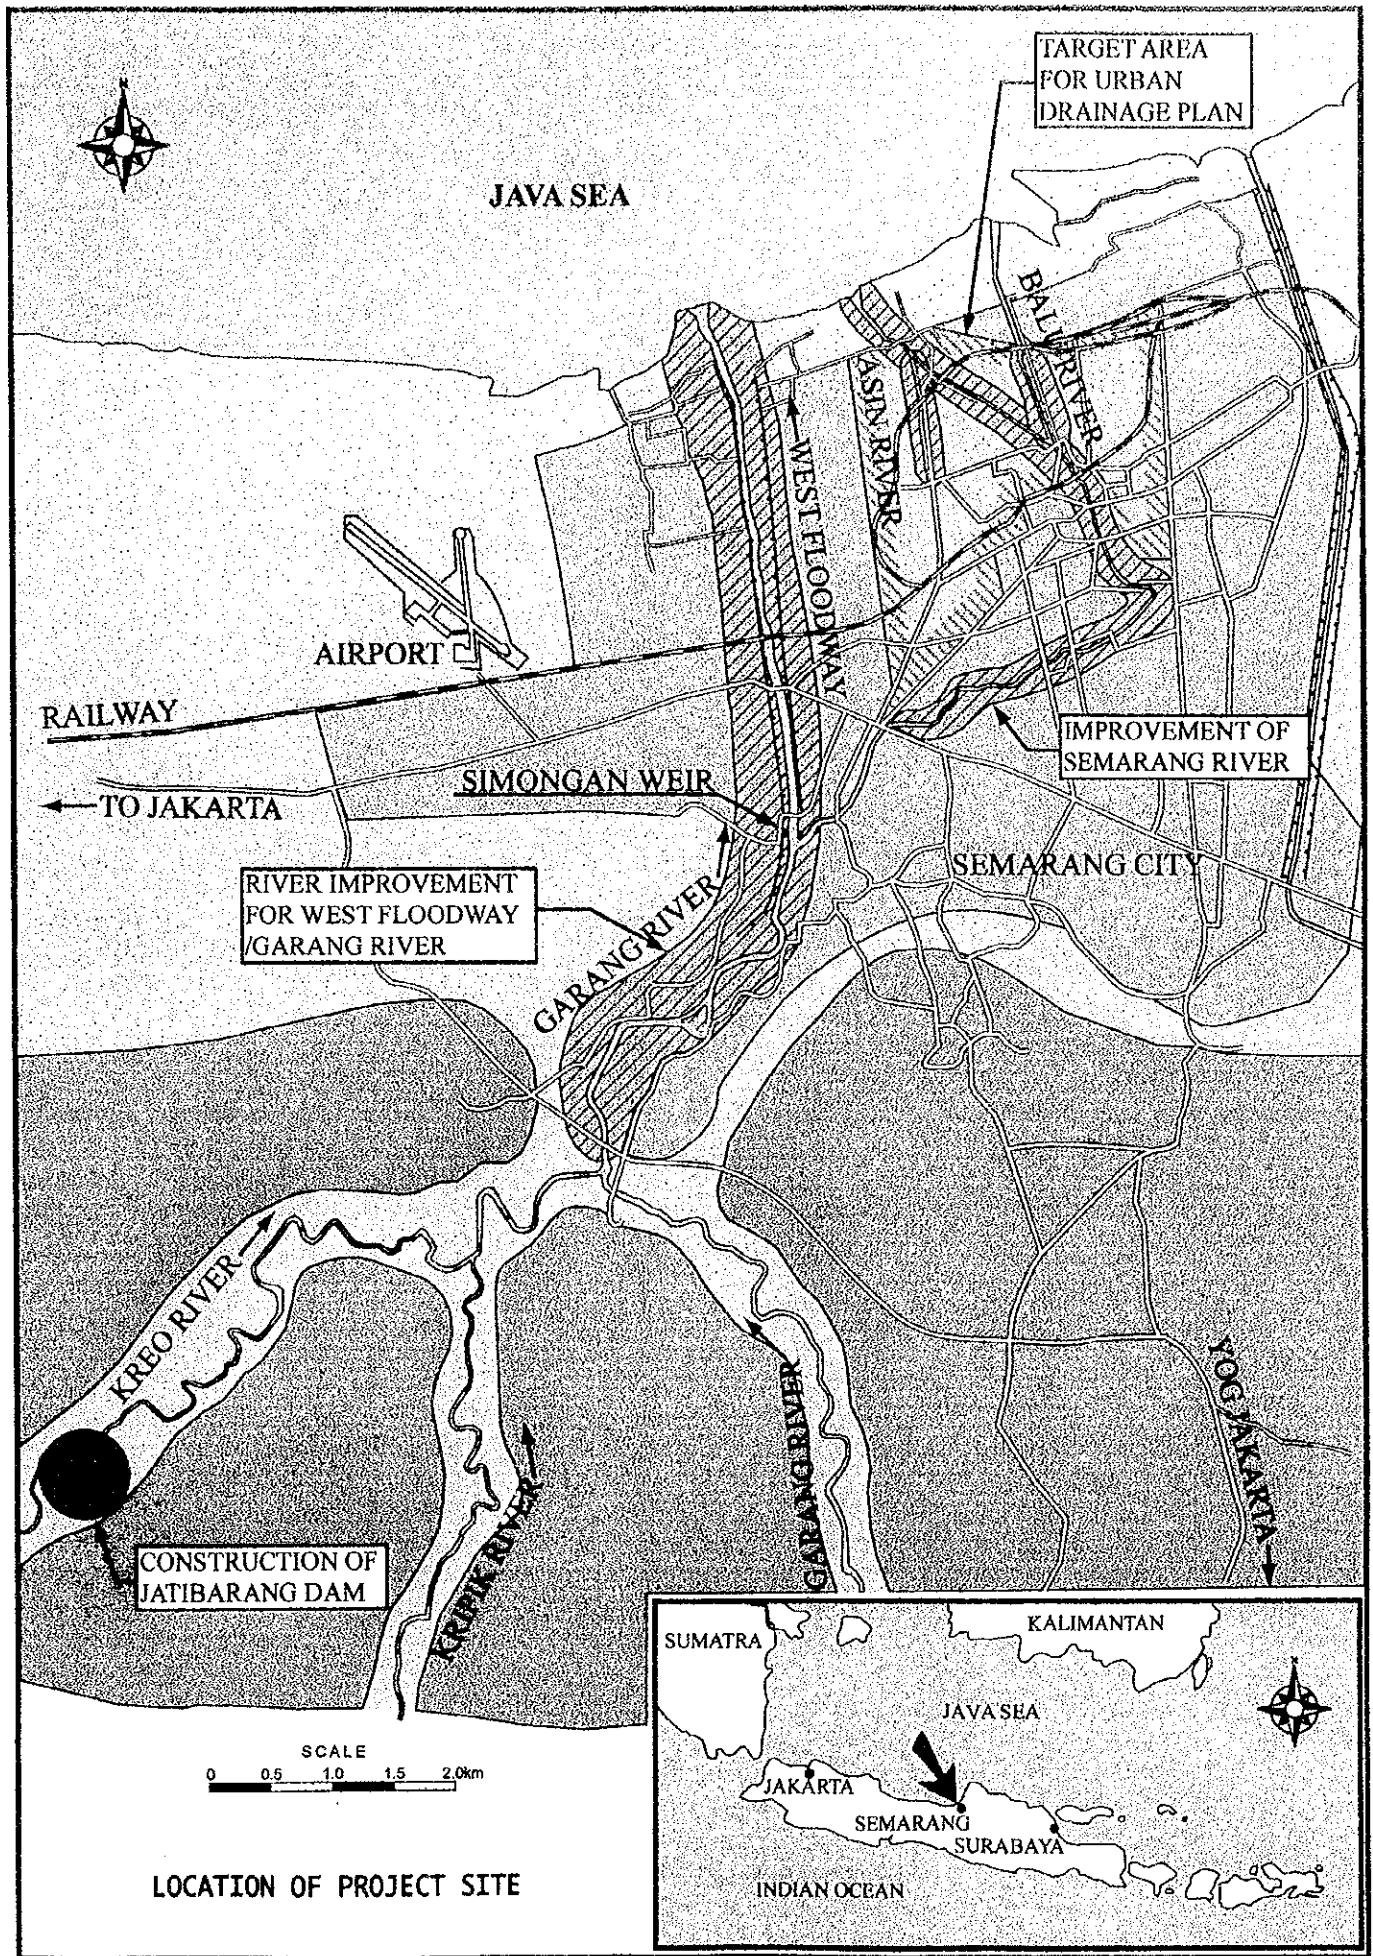 TARGET AREA
FOR URBAN
DRAINAGE PLAN
N
JAVA SEA
BALU RIVER
ASIN RIVER
WEST FLOODWAY
AIRPORT
RAILWAY
IMPROVEMENT OF
SEMARANG RIVER
SIMONGAN WEIR
TO JAKARTA
SEMARANG CITY
RIVER IMPROVEMENT
FOR WEST FLOODWAY
/GARANG RIVER
GARANG RIVER
KREO RIVER
YOGJAKARTA
GARANG RIVER
KRIPIK RIVER
CONSTRUCTION OF
JATIBARANG DAM
SUMATRA
KALIMANTAN
N
JAVA SEA
JAKARTA
SEMARANG
SURABAYA
INDIAN OCEAN
SCALE
0 0.5 1.0 1.5 2.0km
LOCATION OF PROJECT SITE